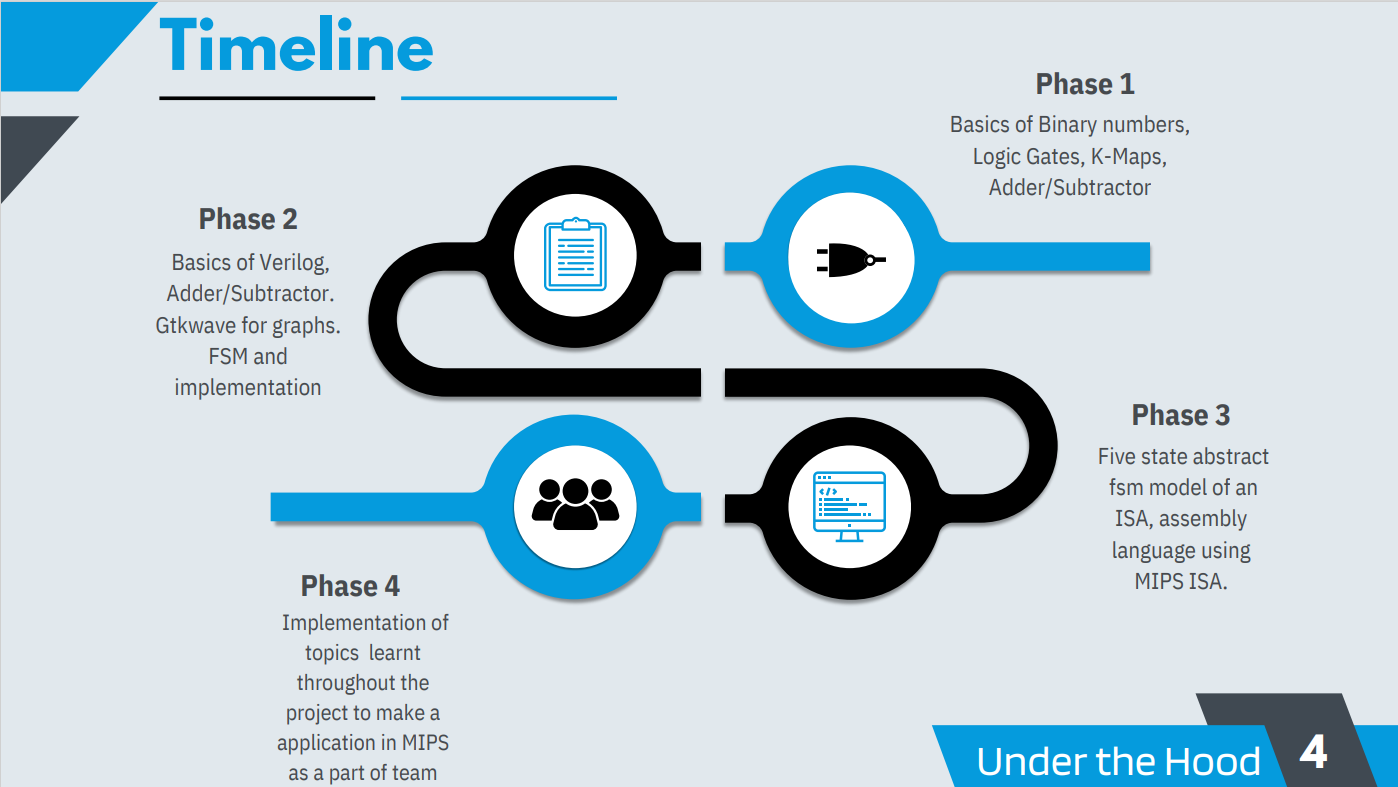 Timeline
Phase 1
Basics of Binary numbers,
Logic Gates, K-Maps,
Adder/Subtractor
Phase 2
Basics of Verilog,
Adder/Subtractor.
Gtkwave for graphs.
FSM and
implementation
Phase 3
Five state abstract
fsm model of an
ISA, assembly
language using
MIPS ISA.
Phase 4
Implementation of
topics learnt
throughout the
project to make a
application in MIPS
as a part of team
Under the Hood
4